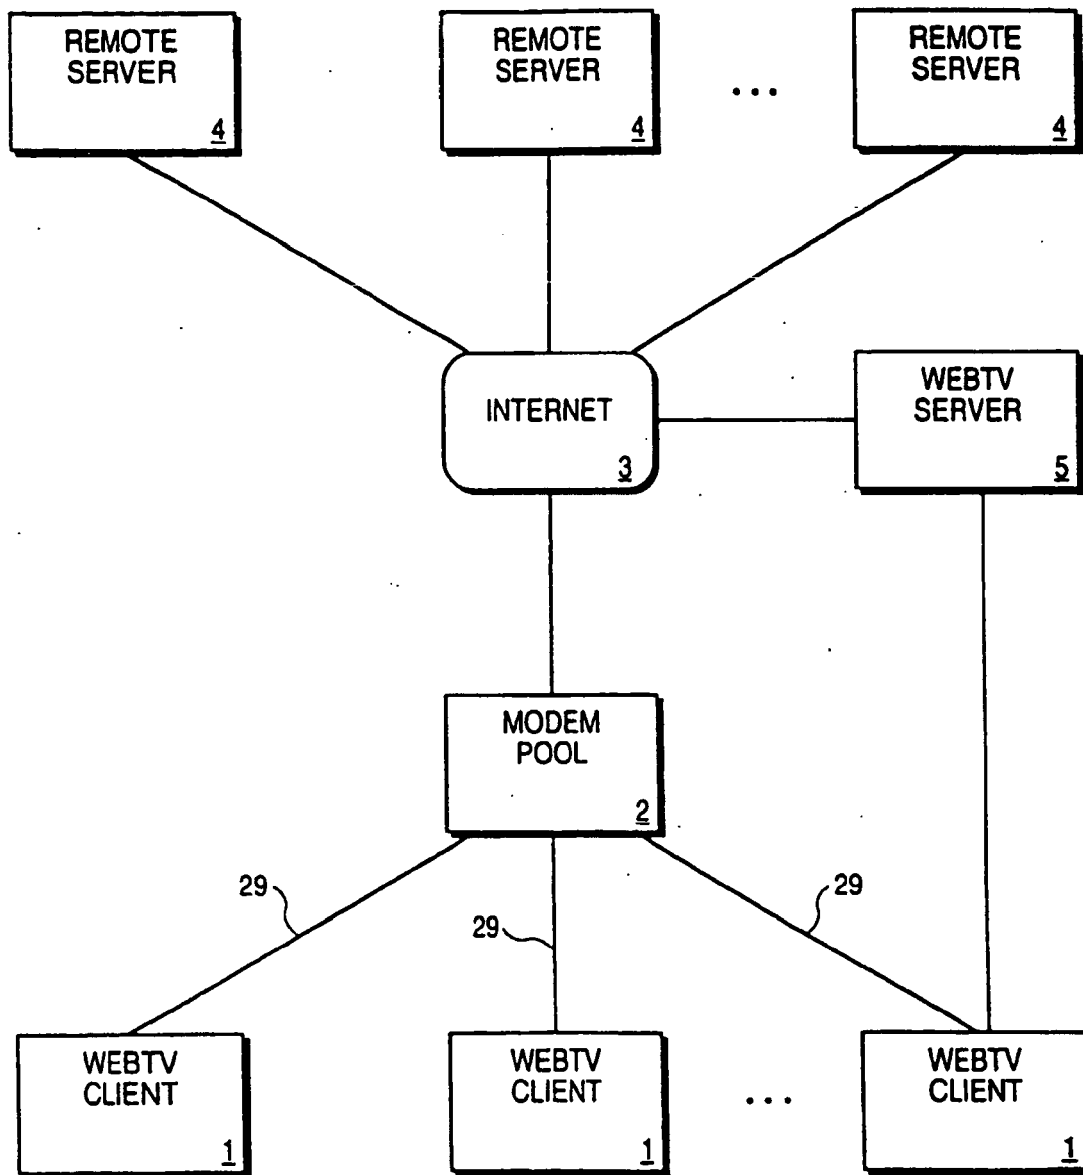 REMOTE
SERVER
4
REMOTE
SERVER
4
...
REMOTE
SERVER
4
INTERNET
3
WEBTV
SERVER
5
MODEM
POOL
2
29
29
29
WEBTV
CLIENT
1
WEBTV
CLIENT
1
...
WEBTV
CLIENT
1